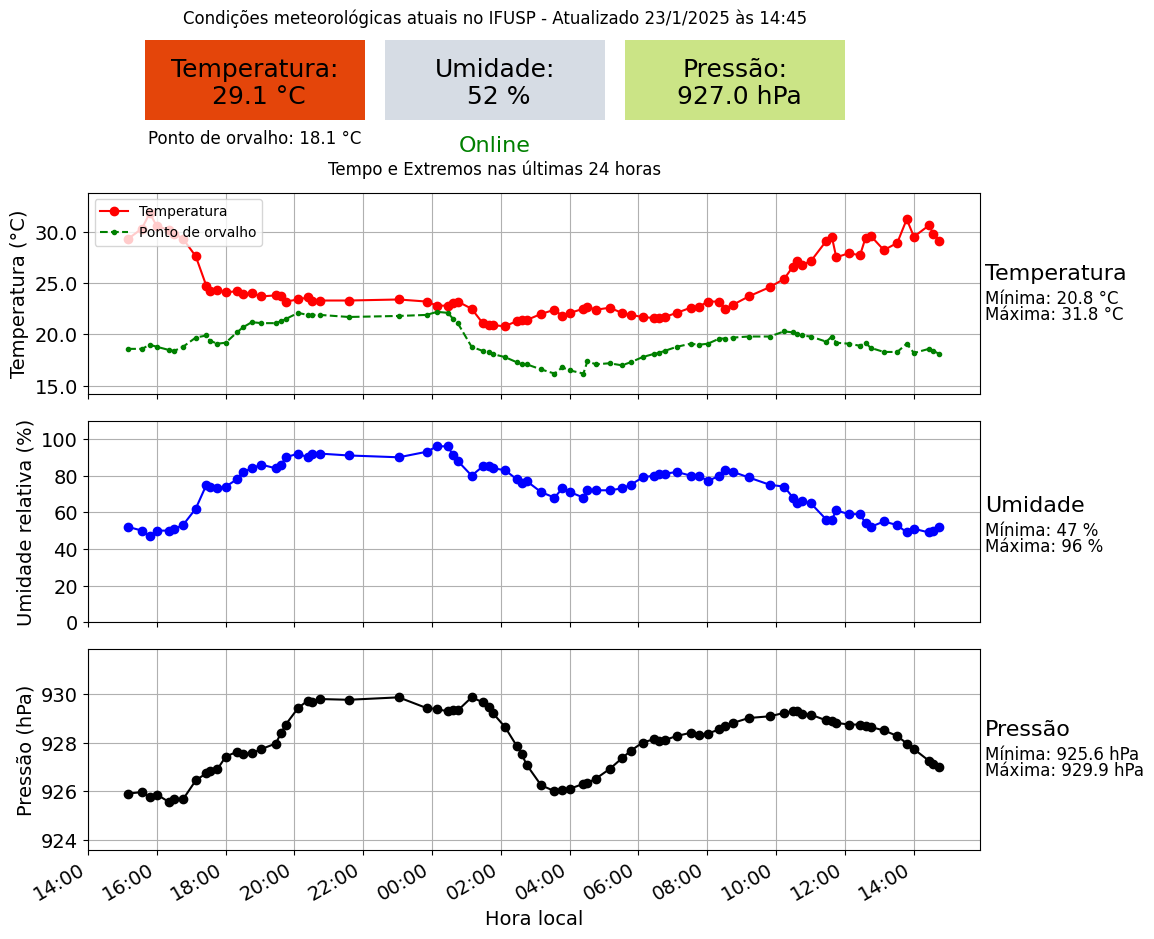 Condições meteorológicas atuais no IFUSP - Atualizado 23/1/2025 às 14:45
Temperatura:
29.1 °C
Umidade:
52 %
Pressão:
927.0 hPa
Ponto de orvalho: 18.1 °C
Online
Tempo e Extremos nas últimas 24 horas
Temperatura (°C)
30.0
25.0
20.0
15.0
Temperatura
Ponto de orvalho
Temperatura
Mínima: 20.8 °C
Máxima: 31.8 °C
Umidade relativa (%)
100
80
60
40
20
0
Umidade
Mínima: 47 %
Máxima: 96 %
Pressão (hPa)
930
928
926
924
Pressão
Mínima: 925.6 hPa
Máxima: 929.9 hPa
14:00 16:00 18:00 20:00 22:00 00:00 02:00 04:00 06:00 08:00 10:00 12:00 14:00
Hora local